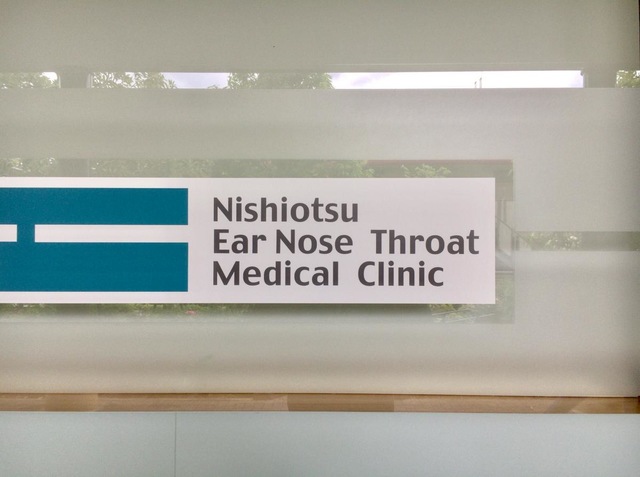 Nishiotsu
Ear Nose Throat
Medical Clinic